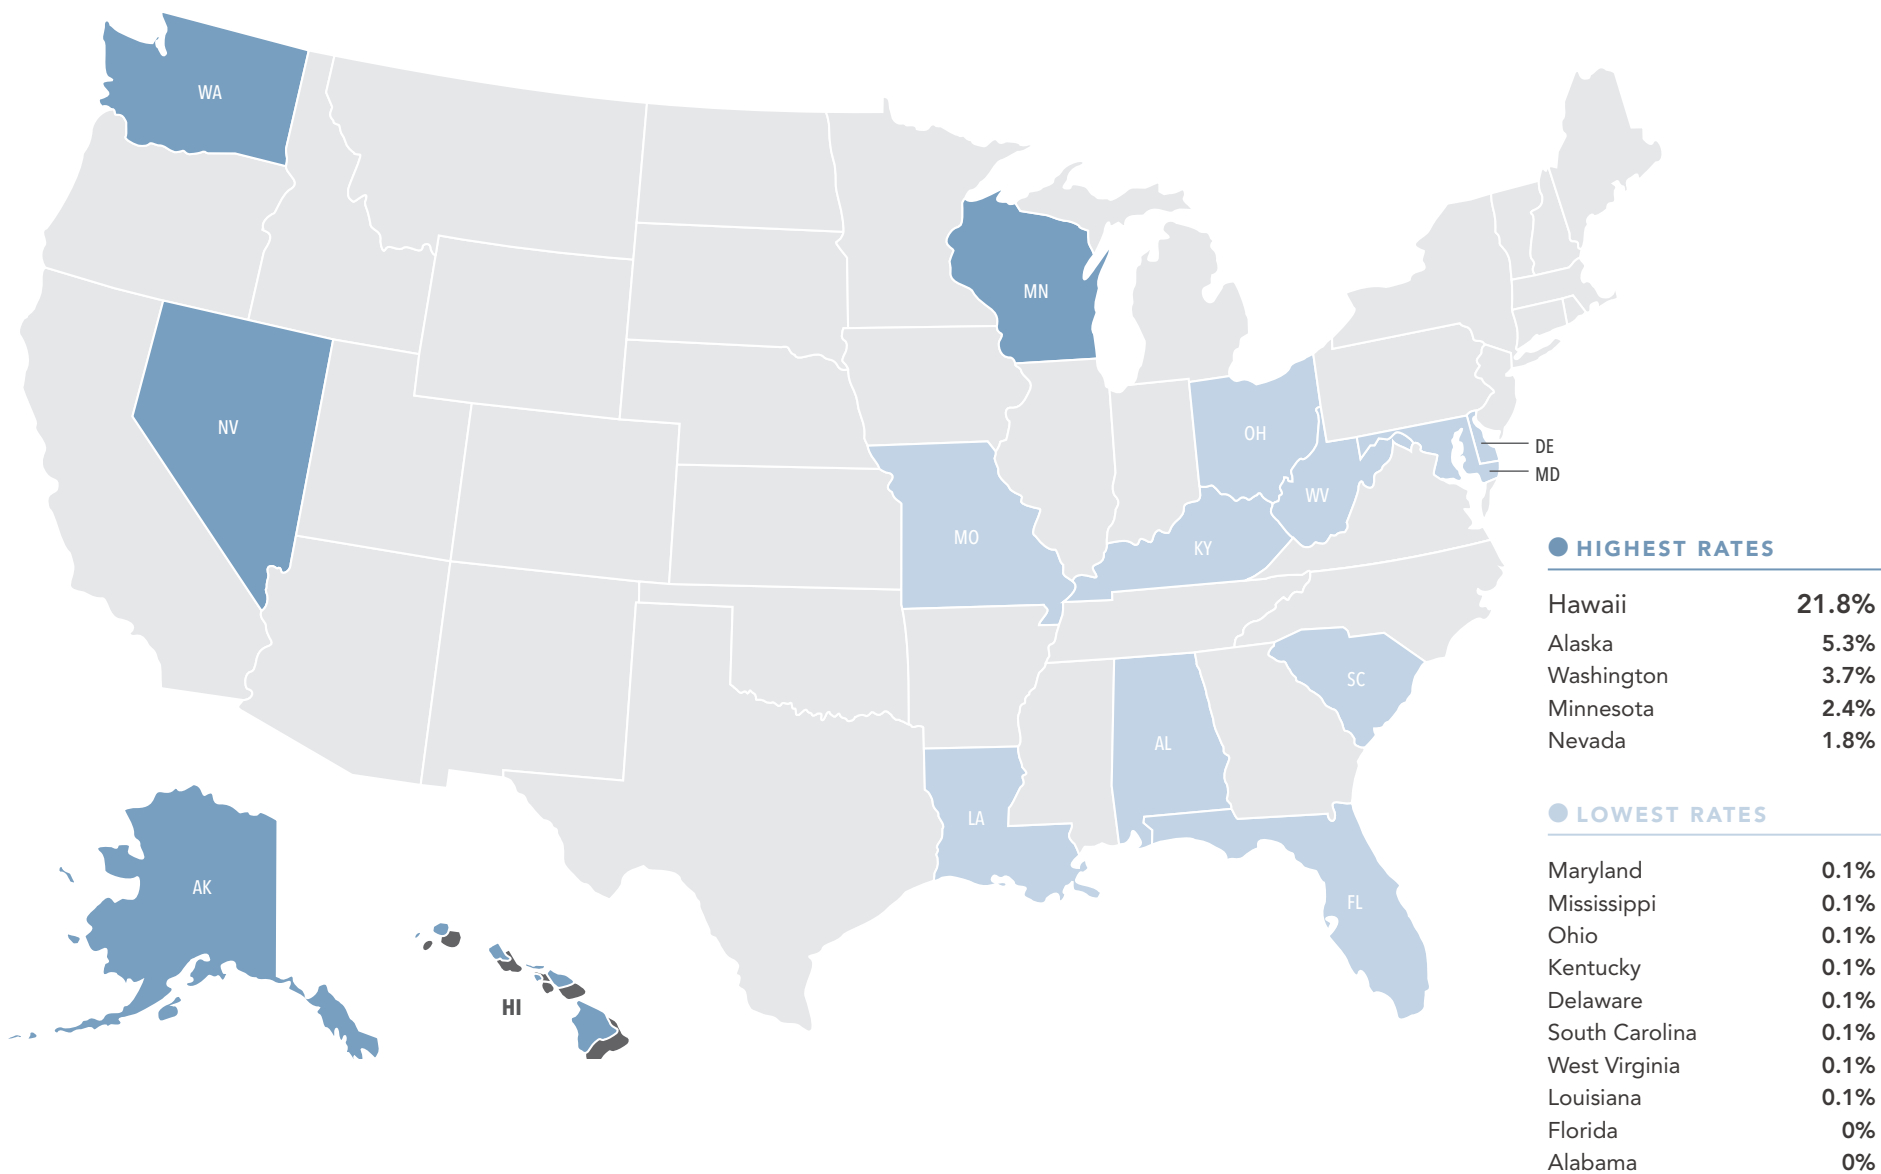 WA
MN
NV
OH
DE
MD
WV
MO
KY
SC
AL
LA
FL
AK
HI
HIGHEST RATES
Hawaii 21.8%
Alaska 5.3%
Washington 3.7%
Minnesota 2.4%
Nevada 1.8%
LOWEST RATES
Maryland 0.1%
Mississippi 0.1%
Ohio 0.1%
Kentucky 0.1%
Delaware 0.1%
South Carolina 0.1%
West Virginia 0.1%
Louisiana 0.1%
Florida 0%
Alabama 0%